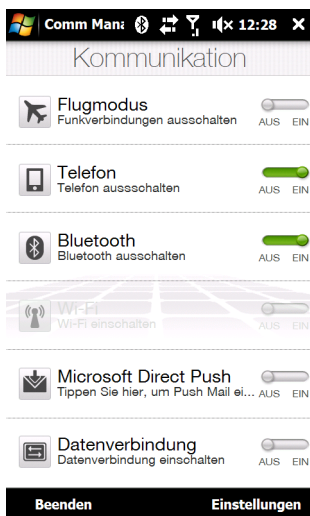 Comm Mana 12:28
Kommunikation
Flugmodus
Funkverbindungen ausschalten AUS EIN
Telefon
Telefon aussschalten AUS EIN
Bluetooth
Bluetooth ausschalten AUS EIN
Wi-Fi
Wi-Fi einschalten AUS EIN
Microsoft Direct Push
Tippen Sie hier, um Push Mail ei... AUS EIN
Datenverbindung
Datenverbindung einschalten AUS EIN
Beenden Einstellungen